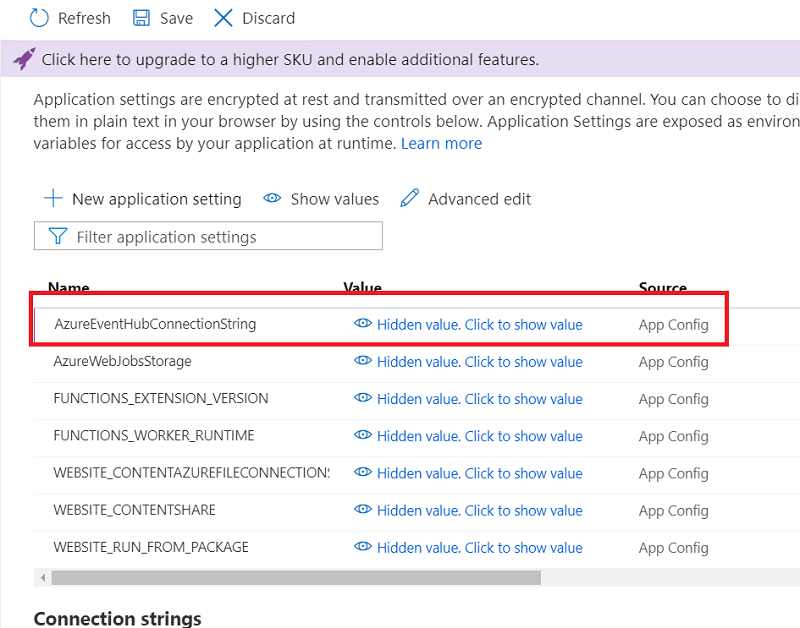 Refresh Save Discard
Click here to upgrade to a higher SKU and enable additional features.
Application settings are encrypted at rest and transmitted over an encrypted channel. You can choose to di
them in plain text in your browser by using the controls below. Application Settings are exposed as environ
variables for access by your application at runtime. Learn more
New application setting Show values Advanced edit
Filter application settings
Name Value Source
AzureEventHubConnectionString Hidden value. Click to show value App Config
AzureWebJobsStorage Hidden value. Click to show value App Config
FUNCTIONS_EXTENSION_VERSION Hidden value. Click to show value App Config
FUNCTIONS_WORKER_RUNTIME Hidden value. Click to show value App Config
WEBSITE_CONTENTAZUREFILECONNECTION Hidden value. Click to show value App Config
WEBSITE_CONTENTSHARE Hidden value. Click to show value App Config
WEBSITE_RUN_FROM_PACKAGE Hidden value. Click to show value App Config
Connection strings